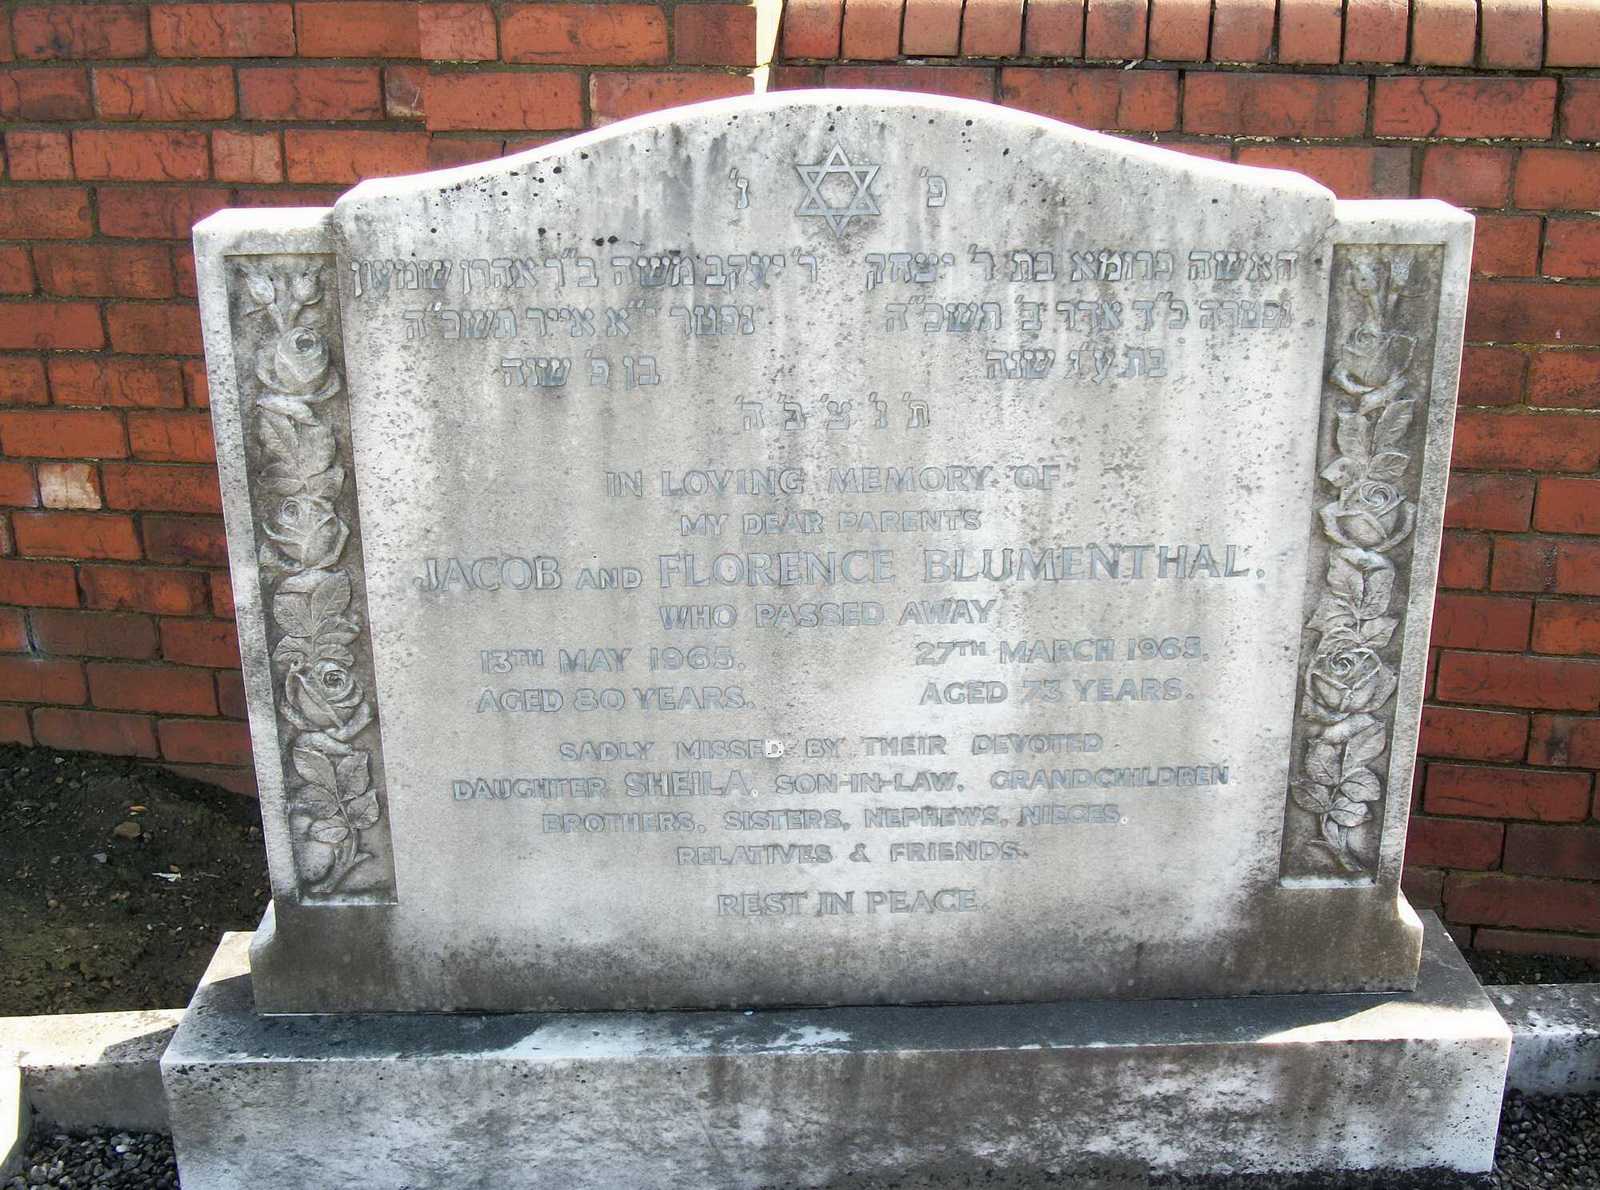 פ' נ'
האשה פרומא בת ר' יצחק ר' יעקב משה ב"ר אהרן שמעון
נפטרה כ"ד אדר ב' תשכ"ה נפטר י"א אייר תשכ"ה
בת ע"ג שנה בן פ' שנה
ת' נ' צ' ב' ה'
IN LOVING MEMORY OF
MY DEAR PARENTS
JACOB AND FLORENCE BLUMENTHAL.
WHO PASSED AWAY
13TH MAY 1965. 27TH MARCH 1965.
AGED 80 YEARS. AGED 73 YEARS.
SADLY MISSED BY THEIR DEVOTED
DAUGHTER SHEILA, SON-IN-LAW, GRANDCHILDREN
BROTHERS, SISTERS, NEPHEWS, NIECES,
RELATIVES & FRIENDS.
REST IN PEACE.